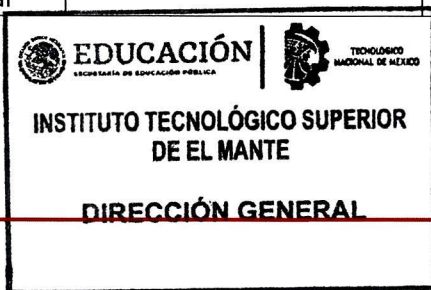 EDUCACIÓN
SECRETARÍA DE EDUCACIÓN PÚBLICA
TECNOLÓGICO
NACIONAL DE MÉXICO
INSTITUTO TECNOLÓGICO SUPERIOR
DE EL MANTE
DIRECCIÓN GENERAL